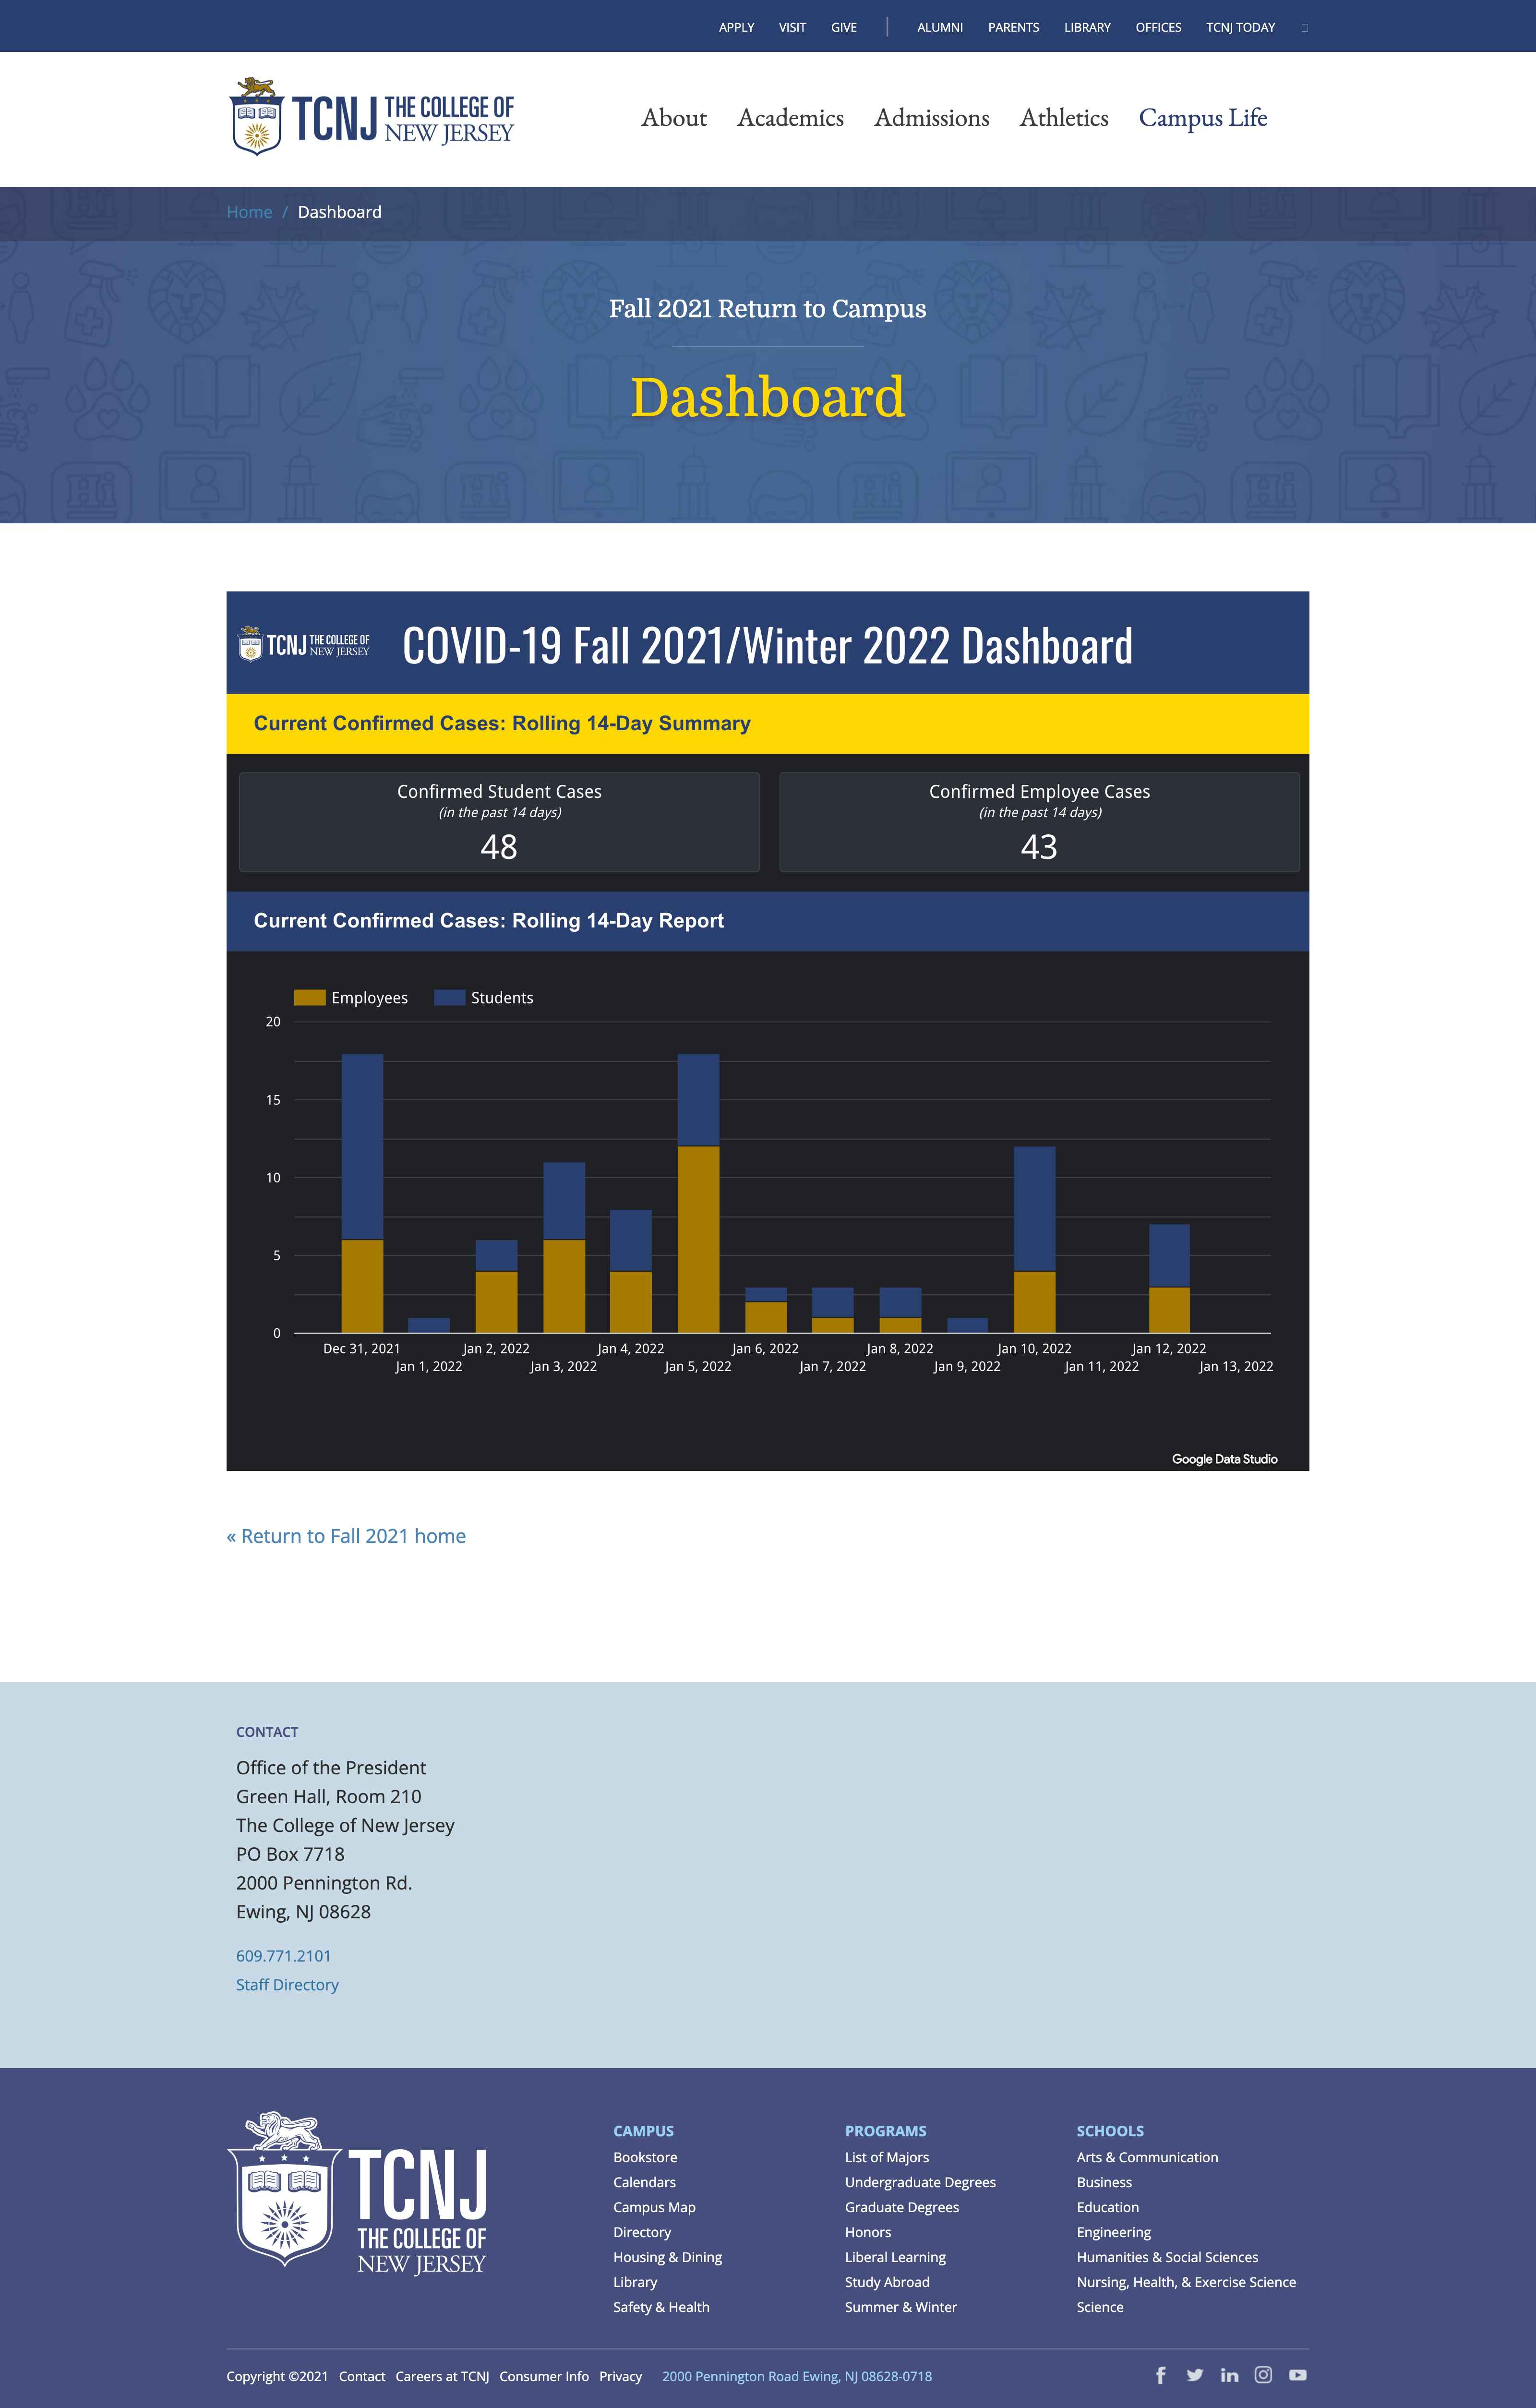 APPLY VISIT GIVE ALUMNI PARENTS LIBRARY OFFICES TCNJ TODAY
TCNJ THE COLLEGE OF
NEW JERSEY
About Academics Admissions Athletics Campus Life
Home / Dashboard
Fall 2021 Return to Campus
Dashboard
TCNJ THE COLLEGE OF
NEW JERSEY
COVID-19 Fall 2021/Winter 2022 Dashboard
Current Confirmed Cases: Rolling 14-Day Summary
Confirmed Student Cases
(in the past 14 days)
48
Confirmed Employee Cases
(in the past 14 days)
43
Current Confirmed Cases: Rolling 14-Day Report
Employees Students
20
15
10
5
0
Dec 31, 2021 Jan 2, 2022 Jan 4, 2022 Jan 6, 2022 Jan 8, 2022 Jan 10, 2022 Jan 12, 2022
Jan 1, 2022 Jan 3, 2022 Jan 5, 2022 Jan 7, 2022 Jan 9, 2022 Jan 11, 2022 Jan 13, 2022
Google Data Studio
« Return to Fall 2021 home
CONTACT
Office of the President
Green Hall, Room 210
The College of New Jersey
PO Box 7718
2000 Pennington Rd.
Ewing, NJ 08628
609.771.2101
Staff Directory
TCNJ
THE COLLEGE OF
NEW JERSEY
CAMPUS
Bookstore
Calendars
Campus Map
Directory
Housing & Dining
Library
Safety & Health
PROGRAMS
List of Majors
Undergraduate Degrees
Graduate Degrees
Honors
Liberal Learning
Study Abroad
Summer & Winter
SCHOOLS
Arts & Communication
Business
Education
Engineering
Humanities & Social Sciences
Nursing, Health, & Exercise Science
Science
Copyright ©2021 Contact Careers at TCNJ Consumer Info Privacy 2000 Pennington Road Ewing, NJ 08628-0718